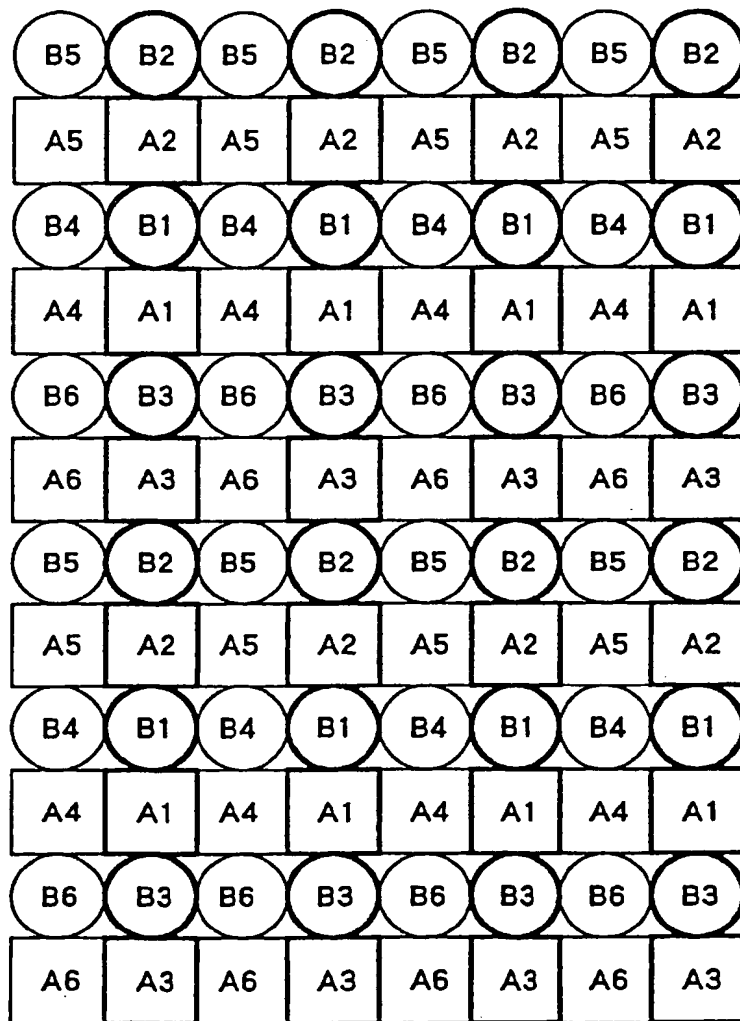 B5 B2 B5 B2 B5 B2 B5 B2
A5 A2 A5 A2 A5 A2 A5 A2
B4 B1 B4 B1 B4 B1 B4 B1
A4 A1 A4 A1 A4 A1 A4 A1
B6 B3 B6 B3 B6 B3 B6 B3
A6 A3 A6 A3 A6 A3 A6 A3
B5 B2 B5 B2 B5 B2 B5 B2
A5 A2 A5 A2 A5 A2 A5 A2
B4 B1 B4 B1 B4 B1 B4 B1
A4 A1 A4 A1 A4 A1 A4 A1
B6 B3 B6 B3 B6 B3 B6 B3
A6 A3 A6 A3 A6 A3 A6 A3